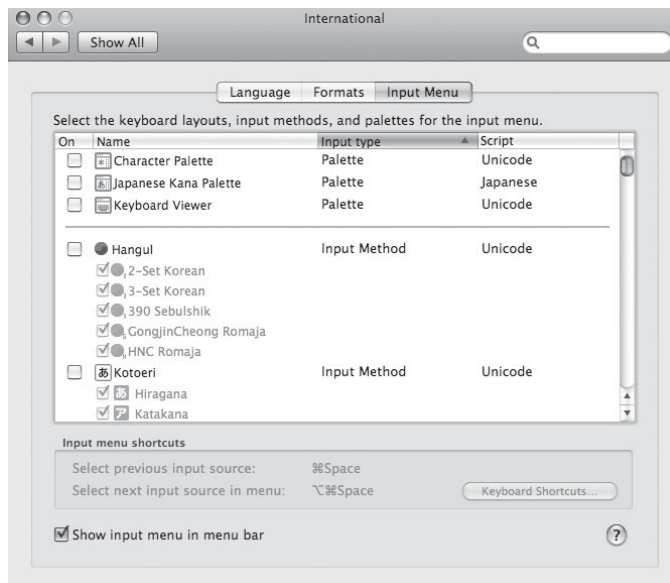 International
Show All
Language Formats Input Menu
Select the keyboard layouts, input methods, and palettes for the input menu.
On Name Input type Script
Character Palette Palette Unicode
あ Japanese Kana Palette Palette Japanese
Keyboard Viewer Palette Unicode
Hangul Input Method Unicode
2-Set Korean
3-Set Korean
390 Sebulshik
GongjinCheong Romaja
HNC Romaja
あ Kotoeri Input Method Unicode
あ Hiragana
ア Katakana
Input menu shortcuts
Select previous input source: ⌘Space
Select next input source in menu: ⌥⌘Space Keyboard Shortcuts...
Show input menu in menu bar ?